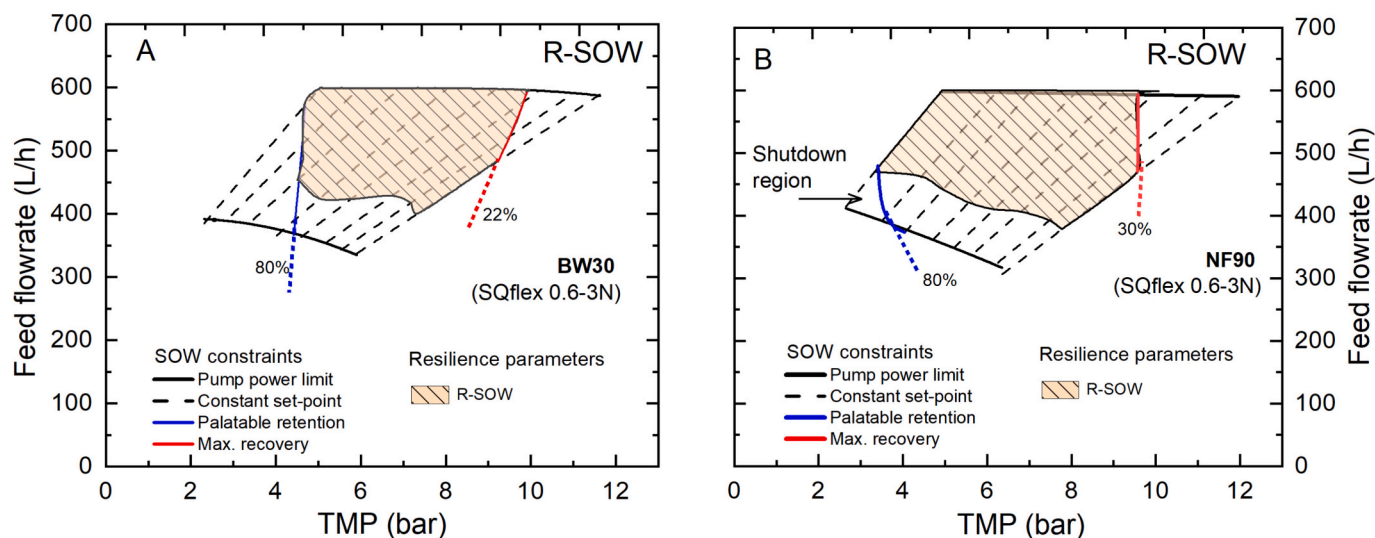 A
R-SOW
700
600
500
400
300
200
100
0
Feed flowrate (L/h)
80%
22%
BW30
(SQflex 0.6-3N)
SOW constraints
Pump power limit
Constant set-point
Palatable retention
Max. recovery
Resilience parameters
R-SOW
0 2 4 6 8 10 12
TMP (bar)
B
R-SOW
Shutdown
region
80%
30%
NF90
(SQflex 0.6-3N)
SOW constraints
Pump power limit
Constant set-point
Palatable retention
Max. recovery
Resilience parameters
R-SOW
700
600
500
400
300
200
100
0
Feed flowrate (L/h)
0 2 4 6 8 10 12
TMP (bar)